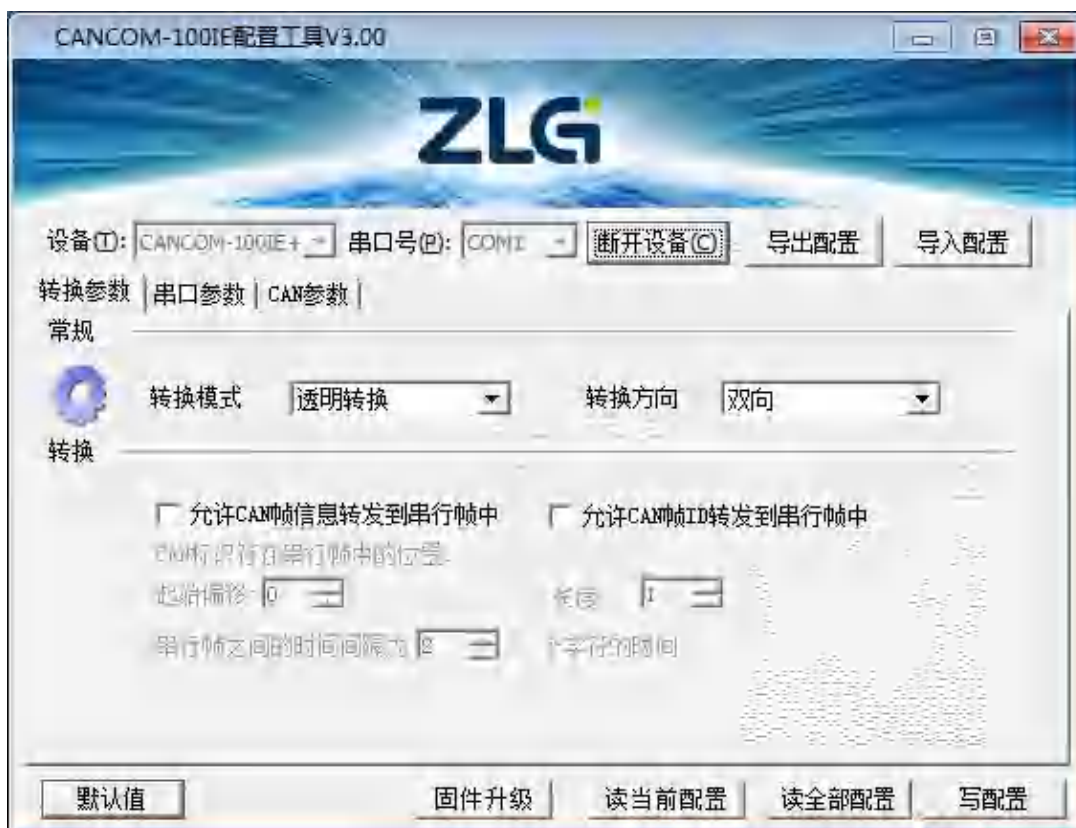 CANCOM-100IE配置工具V3.00
ZLG
设备(T): CANCOM-100IE+ 串口号(P): COM1 断开设备(C) 导出配置 导入配置
转换参数 串口参数 CAN参数
常规
转换模式 透明转换 转换方向 双向
转换
允许CAN帧信息转发到串行帧中 允许CAN帧ID转发到串行帧中
CAN标识符在串行帧中的位置:
起始偏移 0 长度 1
串行帧之间的时间间隔为 2 个字符的时间
默认值 固件升级 读当前配置 读全部配置 写配置